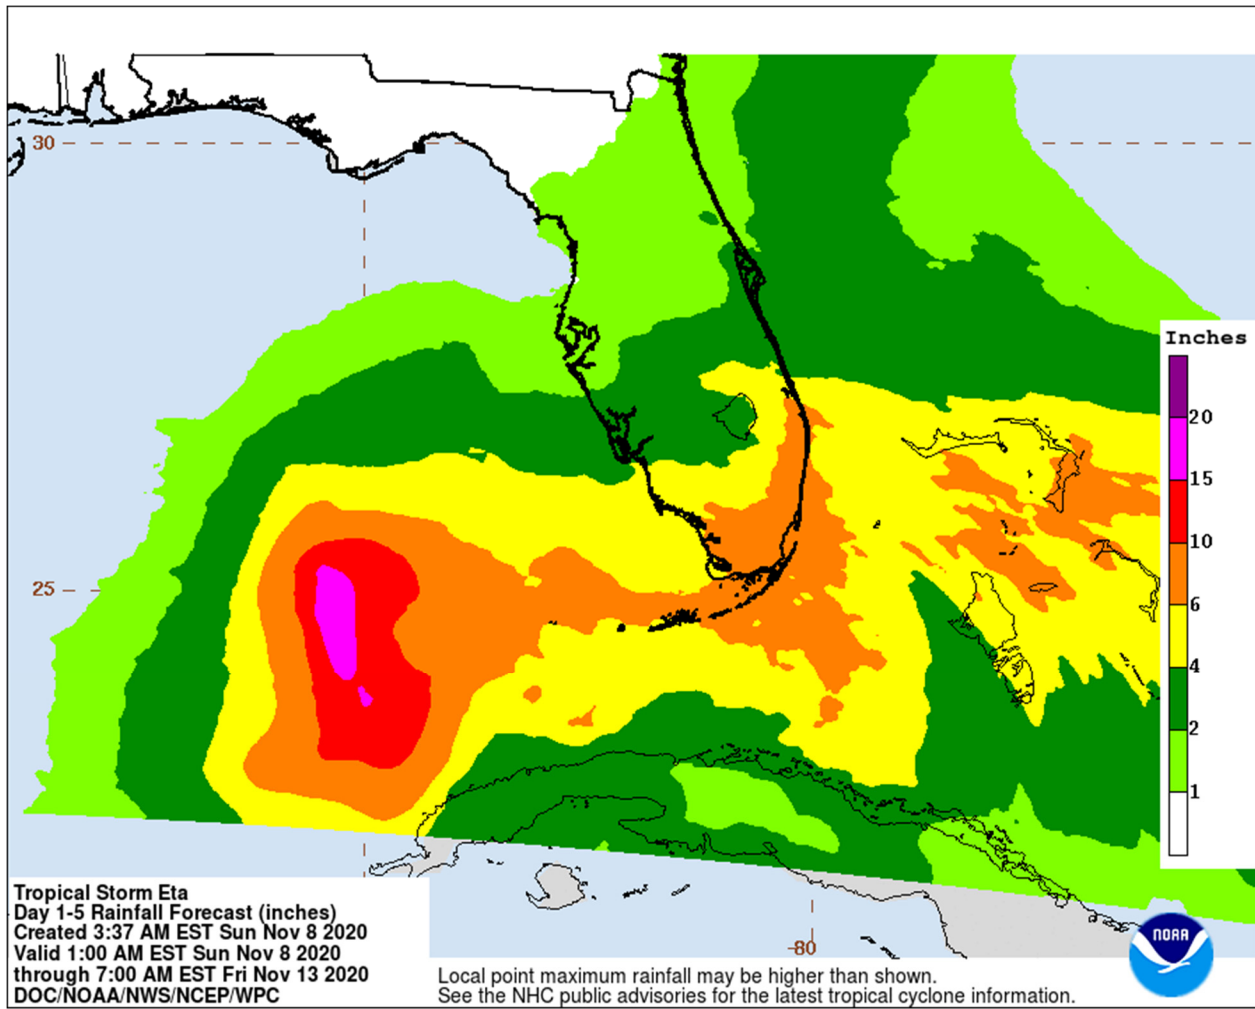 30
25
Inches
20
15
10
6
4
2
1
-80
Tropical Storm Eta
Day 1-5 Rainfall Forecast (inches)
Created 3:37 AM EST Sun Nov 8 2020
Valid 1:00 AM EST Sun Nov 8 2020
through 7:00 AM EST Fri Nov 13 2020
DOC/NOAA/NWS/NCEP/WPC
Local point maximum rainfall may be higher than shown.
See the NHC public advisories for the latest tropical cyclone information.
NOAA